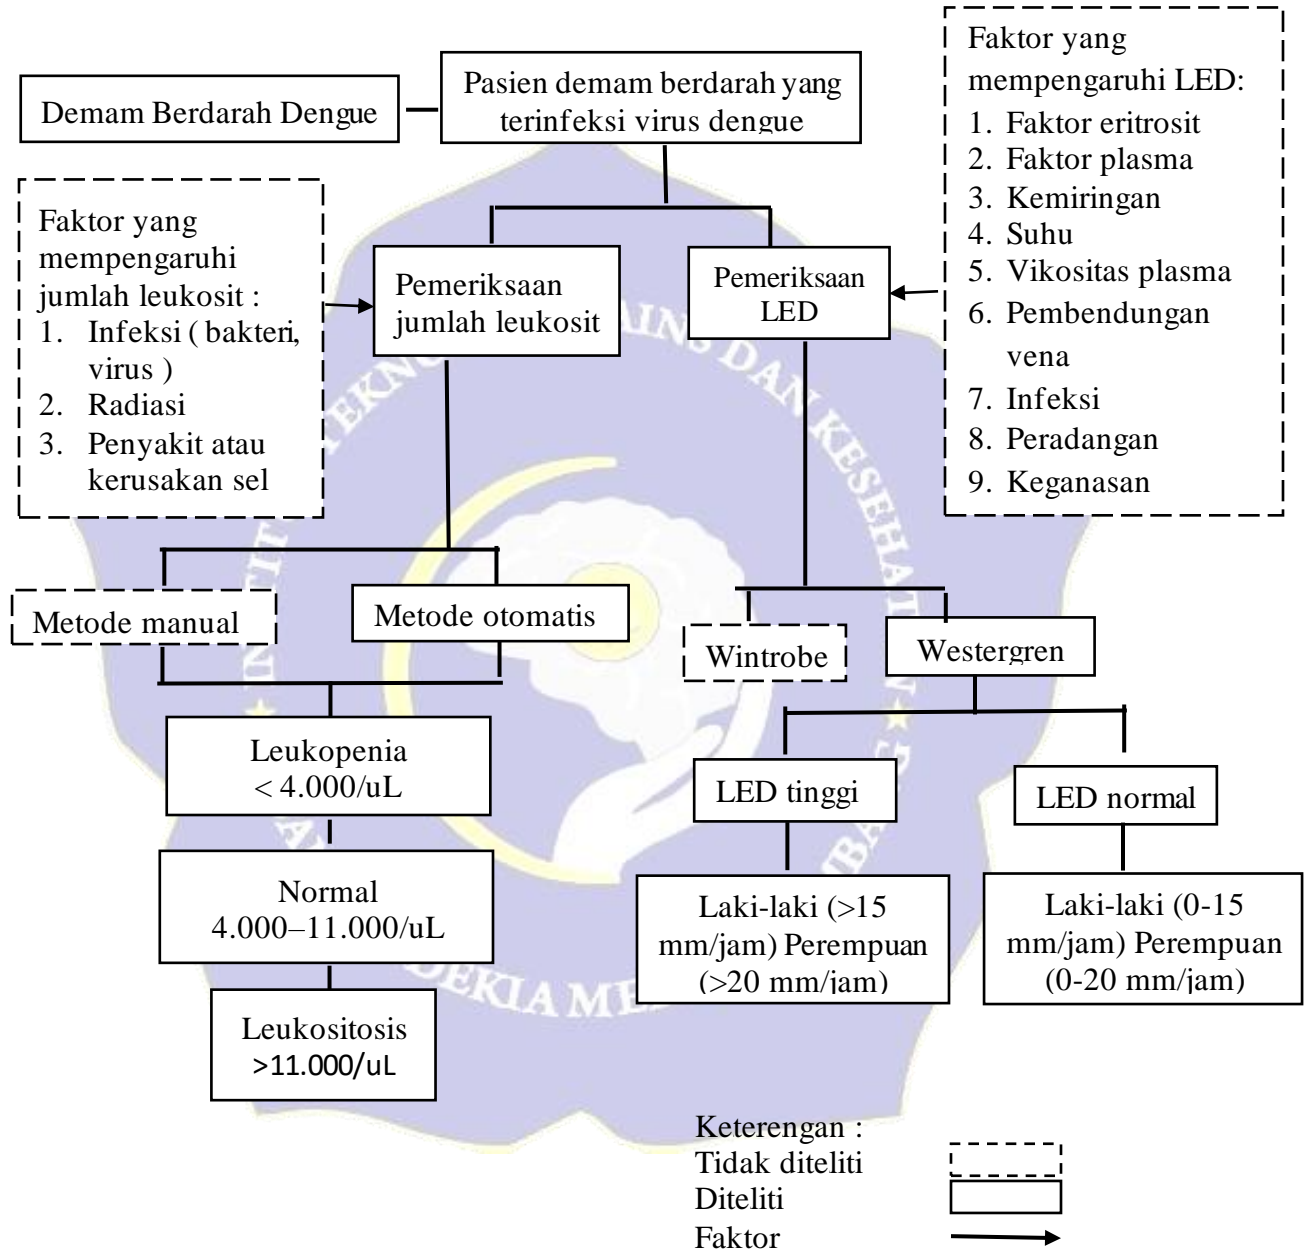 Demam Berdarah Dengue
Pasien demam berdarah yang
terinfeksi virus dengue
Faktor yang
mempengaruhi LED:
1. Faktor eritrosit
2. Faktor plasma
3. Kemiringan
4. Suhu
5. Vikositas plasma
6. Pembendungan
vena
7. Infeksi
8. Peradangan
9. Keganasan
Faktor yang
mempengaruhi
jumlah leukosit :
1. Infeksi ( bakteri,
virus )
2. Radiasi
3. Penyakit atau
kerusakan sel
Pemeriksaan
jumlah leukosit
Pemeriksaan
LED
Metode manual
Metode otomatis
Wintrobe
Westergren
Leukopenia
< 4.000/uL
Normal
4.000–11.000/uL
Leukositosis
>11.000/uL
LED tinggi
LED normal
Laki-laki (>15
mm/jam) Perempuan
(>20 mm/jam)
Laki-laki (0-15
mm/jam) Perempuan
(0-20 mm/jam)
Keterengan :
Tidak diteliti
Diteliti
Faktor
DAN KESEHA